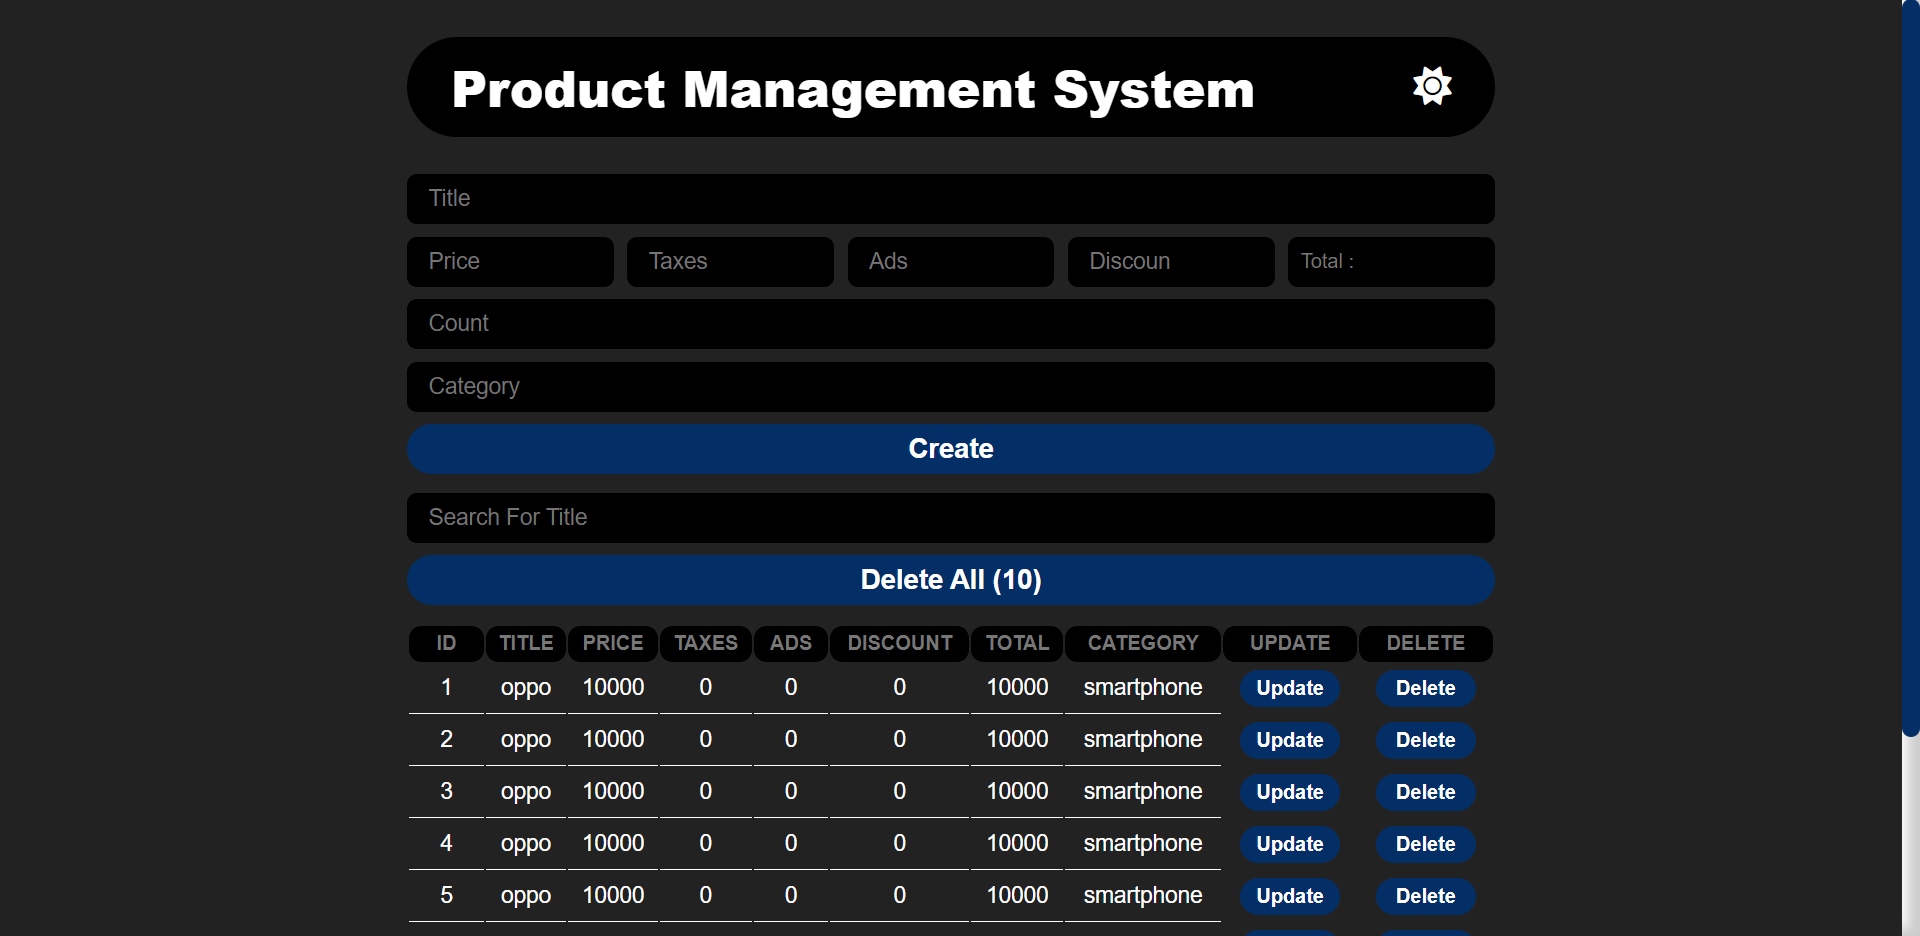 Product Management System
Title
Price Taxes Ads Discoun Total :
Count
Category
Create
Search For Title
Delete All (10)
ID TITLE PRICE TAXES ADS DISCOUNT TOTAL CATEGORY UPDATE DELETE
1 oppo 10000 0 0 0 10000 smartphone Update Delete
2 oppo 10000 0 0 0 10000 smartphone Update Delete
3 oppo 10000 0 0 0 10000 smartphone Update Delete
4 oppo 10000 0 0 0 10000 smartphone Update Delete
5 oppo 10000 0 0 0 10000 smartphone Update Delete